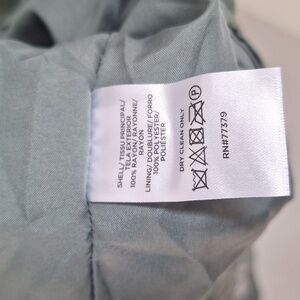 SHELL/ TISSU PRINCIPAL/
TELA EXTERIOR
100% RAYON/ RAYONNE/
RAYON
LINING/ DOUBLURE/ FORRO
100% POLYESTER/
POLIÉSTER
DRY CLEAN ONLY
P
RN#77379